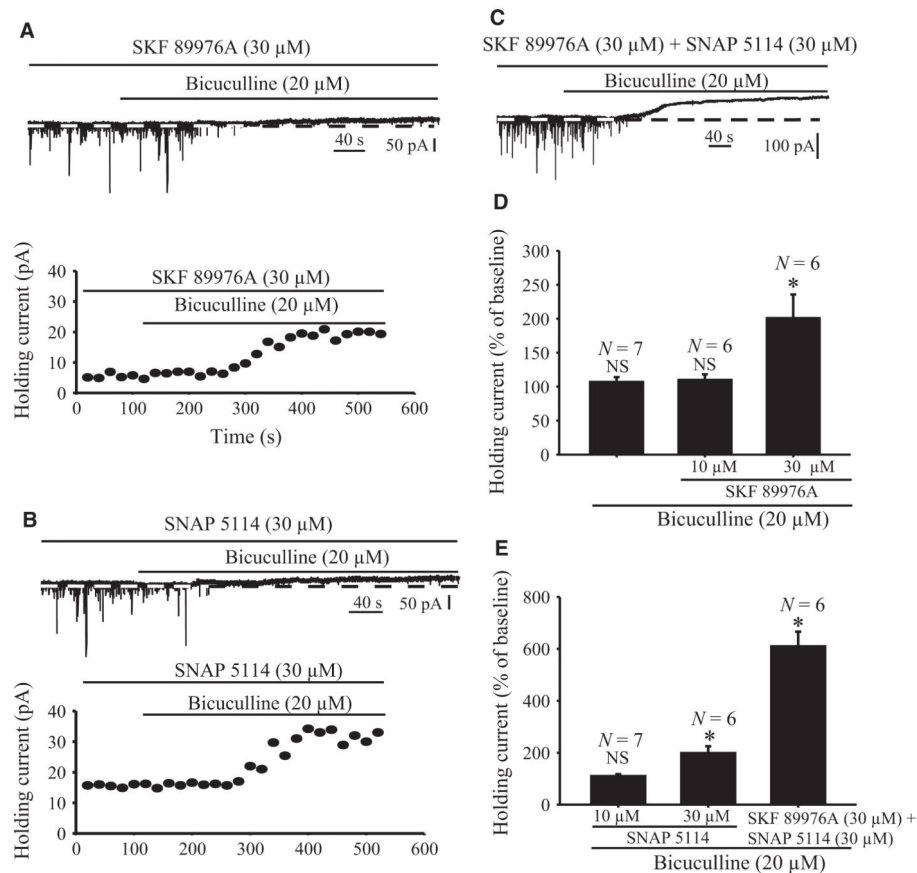 A
SKF 89976A (30 µM)
Bicuculline (20 µM)
40 s
50 pA
Holding current (pA)
40
30
20
10
0
SKF 89976A (30 µM)
Bicuculline (20 µM)
0 100 200 300 400 500 600
Time (s)
B
SNAP 5114 (30 µM)
Bicuculline (20 µM)
40 s
50 pA
Holding current (pA)
40
30
20
10
0
SNAP 5114 (30 µM)
Bicuculline (20 µM)
0 100 200 300 400 500 600
C
SKF 89976A (30 µM) + SNAP 5114 (30 µM)
Bicuculline (20 µM)
40 s
100 pA
D
Holding current (% of baseline)
300
250
200
150
100
50
0
N = 7
NS
N = 6
NS
N = 6
*
10 µM
30 µM
SKF 89976A
Bicuculline (20 µM)
E
Holding current (% of baseline)
800
600
400
200
0
N = 7
NS
N = 6
*
N = 6
*
10 µM
30 µM
SNAP 5114
SKF 89976A (30 µM) +
SNAP 5114 (30 µM)
Bicuculline (20 µM)